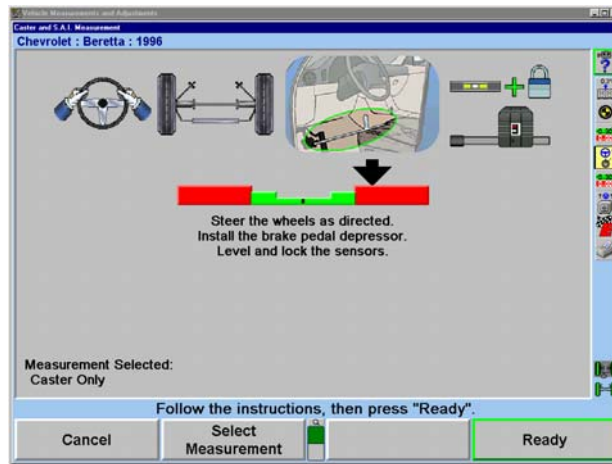 Vehicle Measurements and Adjustments
Caster and S.A.I. Measurement
Chevrolet : Beretta : 1996
Steer the wheels as directed.
Install the brake pedal depressor.
Level and lock the sensors.
Measurement Selected:
Caster Only
Follow the instructions, then press "Ready".
Cancel
Select
Measurement
Ready